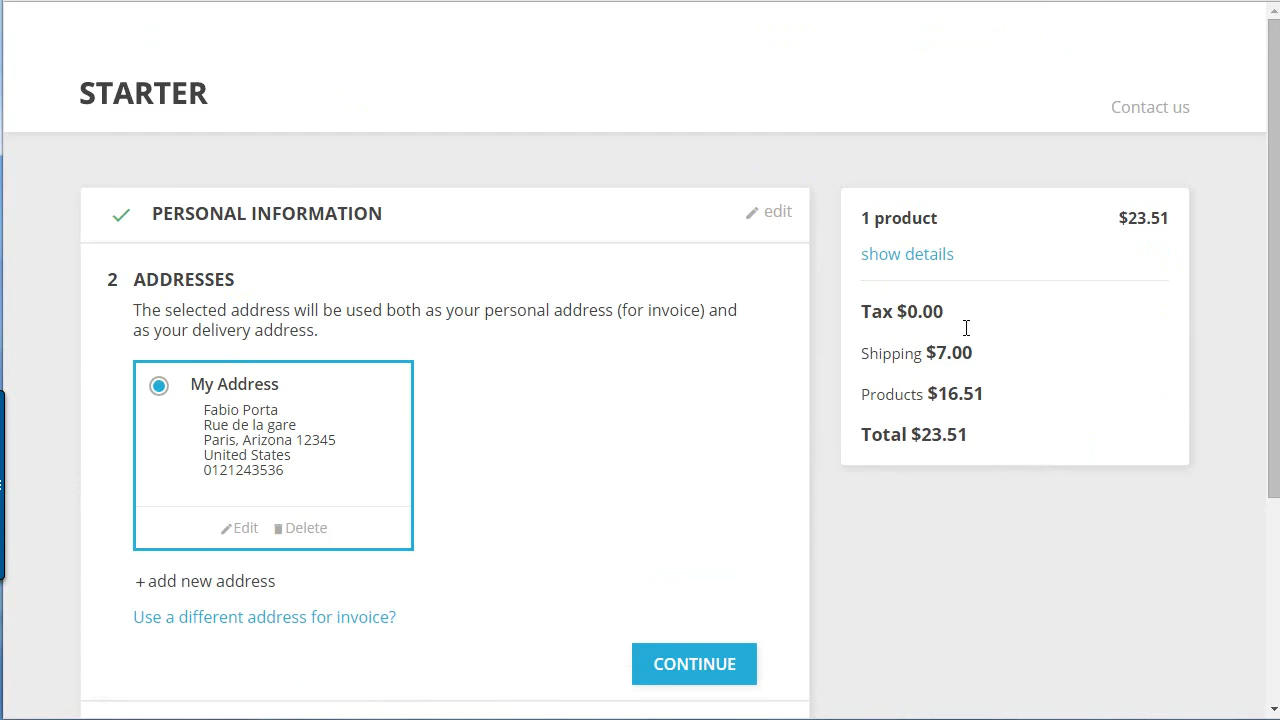 STARTER
Contact us
PERSONAL INFORMATION
edit
2 ADDRESSES
The selected address will be used both as your personal address (for invoice) and
as your delivery address.
My Address
Fabio Porta
Rue de la gare
Paris, Arizona 12345
United States
0121243536
Edit Delete
+add new address
Use a different address for invoice?
CONTINUE
1 product $23.51
show details
Tax $0.00
Shipping $7.00
Products $16.51
Total $23.51